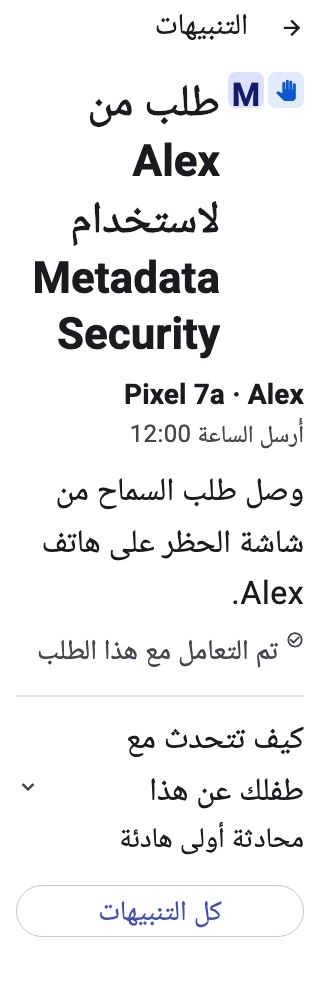 التنبيهات
M
طلب من
Alex
لاستخدام
Metadata
Security
Pixel 7a · Alex
أرسل الساعة 12:00
وصل طلب السماح من
شاشة الحظر على هاتف
Alex.
تم التعامل مع هذا الطلب
كيف تتحدث مع
طفلك عن هذا
محادثة أولى هادئة
كل التنبيهات